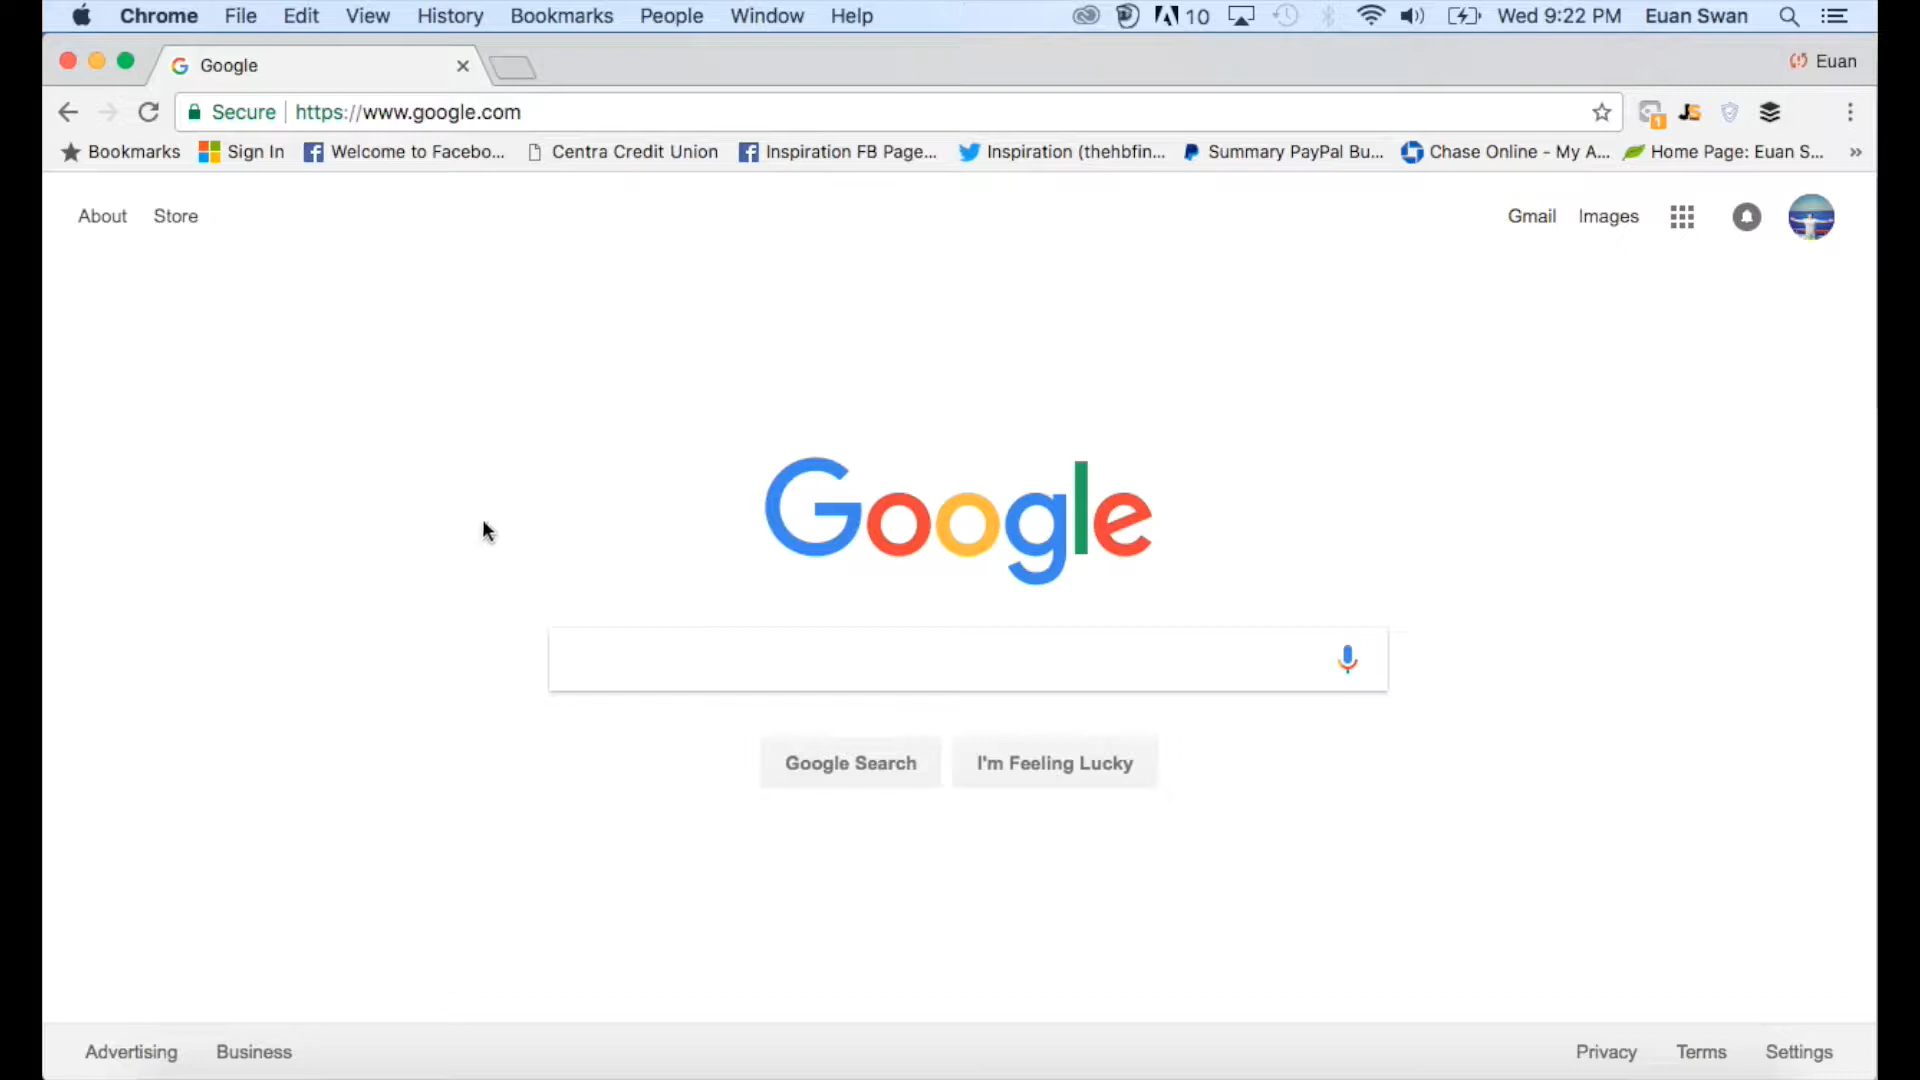 Chrome File Edit View History Bookmarks People Window Help 10 Wed 9:22 PM Euan Swan
Google Euan
Secure https://www.google.com 1 JS
Bookmarks Sign In Welcome to Facebo... Centra Credit Union Inspiration FB Page... Inspiration (thehbfin... Summary PayPal Bu... Chase Online - My A... Home Page: Euan S... »
About Store Gmail Images
Google
Google Search I'm Feeling Lucky
Advertising Business Privacy Terms Settings